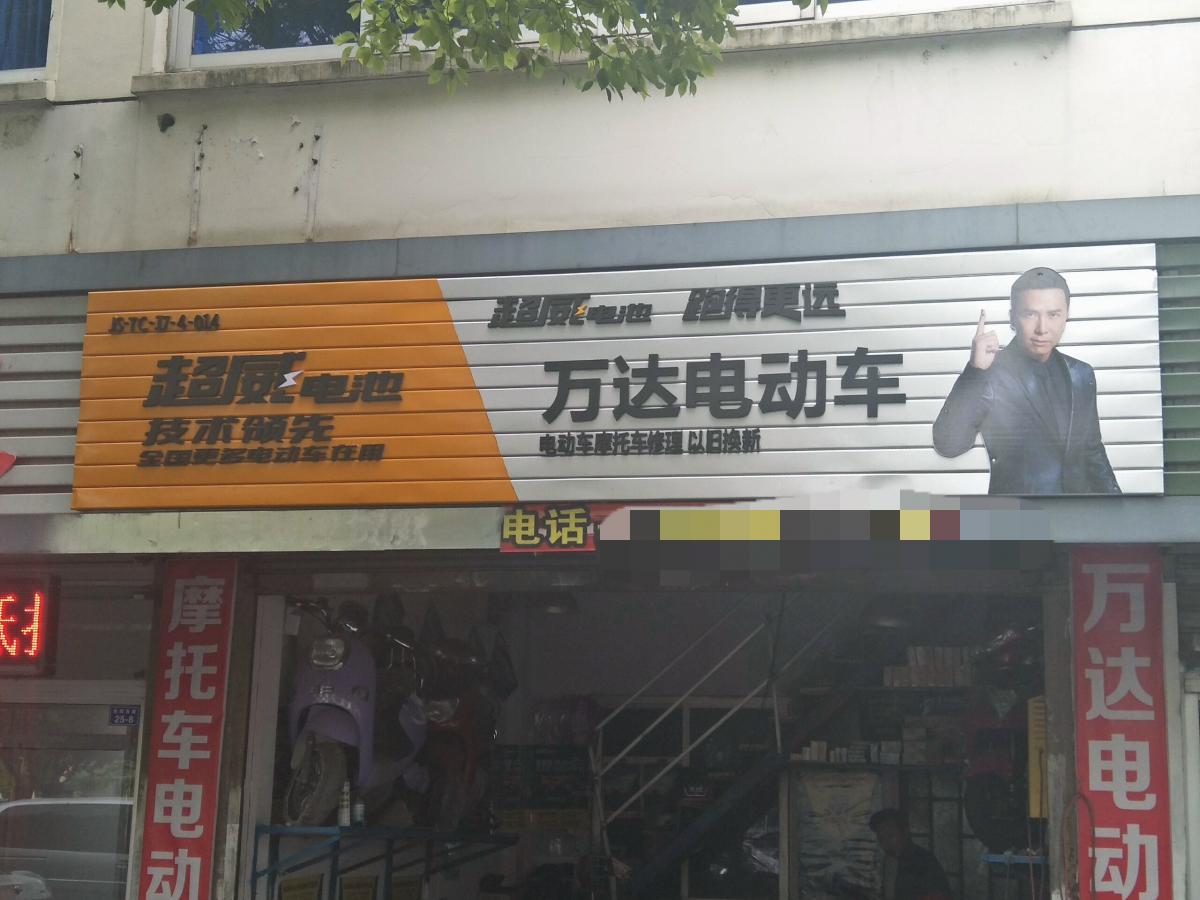 JS-TC-17-4-014
超威电池
技术领先
全国更多电动车在用
超威电池 跑得更远
万达电动车
电动车摩托车修理 以旧换新
电话
摩托车电动
万达电动
25-8